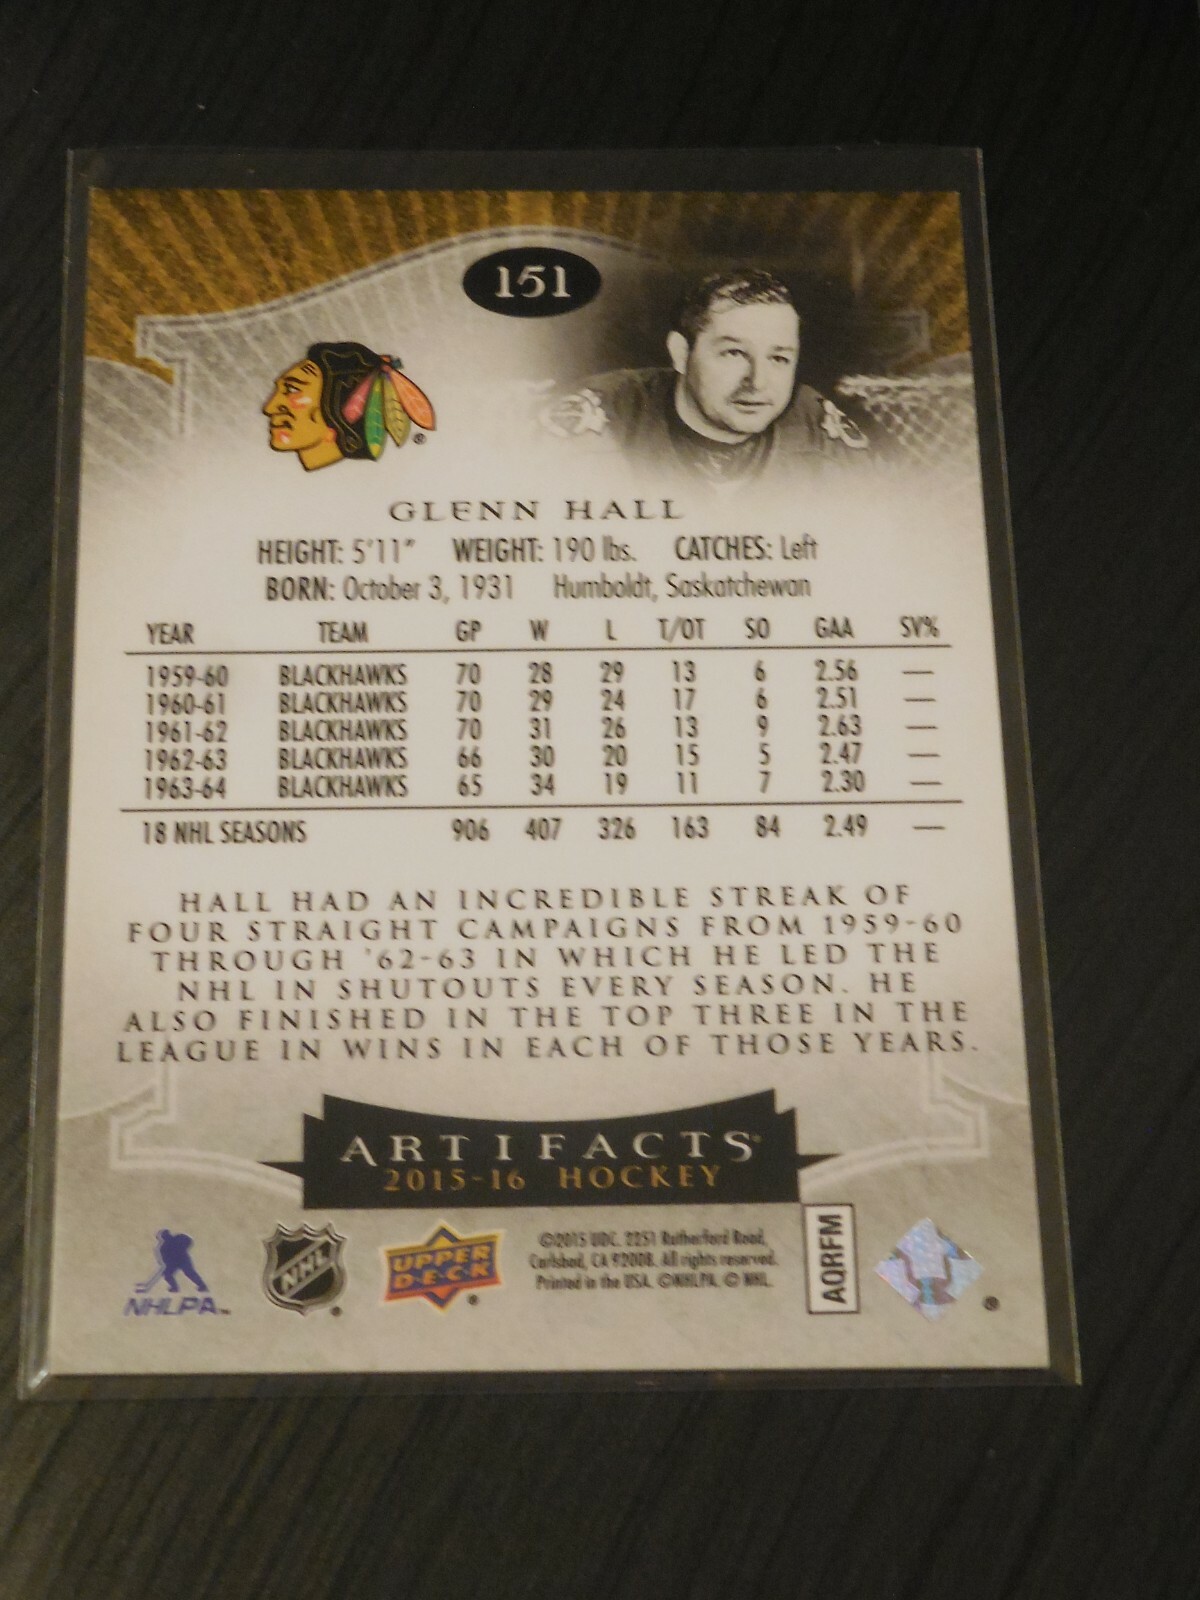 151
GLENN HALL
HEIGHT: 5'11" WEIGHT: 190 lbs. CATCHES: Left
BORN: October 3, 1931 Humboldt, Saskatchewan
YEAR TEAM GP W L T/OT SO GAA SV%
1959-60 BLACKHAWKS 70 28 29 13 6 2.56 —
1960-61 BLACKHAWKS 70 29 24 17 6 2.51 —
1961-62 BLACKHAWKS 70 31 26 13 9 2.63 —
1962-63 BLACKHAWKS 66 30 20 15 5 2.47 —
1963-64 BLACKHAWKS 65 34 19 11 7 2.30 —
18 NHL SEASONS 906 407 326 163 84 2.49 —
HALL HAD AN INCREDIBLE STREAK OF
FOUR STRAIGHT CAMPAIGNS FROM 1959-60
THROUGH '62-63 IN WHICH HE LED THE
NHL IN SHUTOUTS EVERY SEASON. HE
ALSO FINISHED IN THE TOP THREE IN THE
LEAGUE IN WINS IN EACH OF THOSE YEARS.
ARTIFACTS®
2015-16 HOCKEY
NHLPA™
NHL ®
UPPER DECK ®
©2015 UDC. 2251 Rutherford Road,
Carlsbad, CA 92008. All rights reserved.
Printed in the USA. ©NHLPA. © NHL.
AQRFM
®